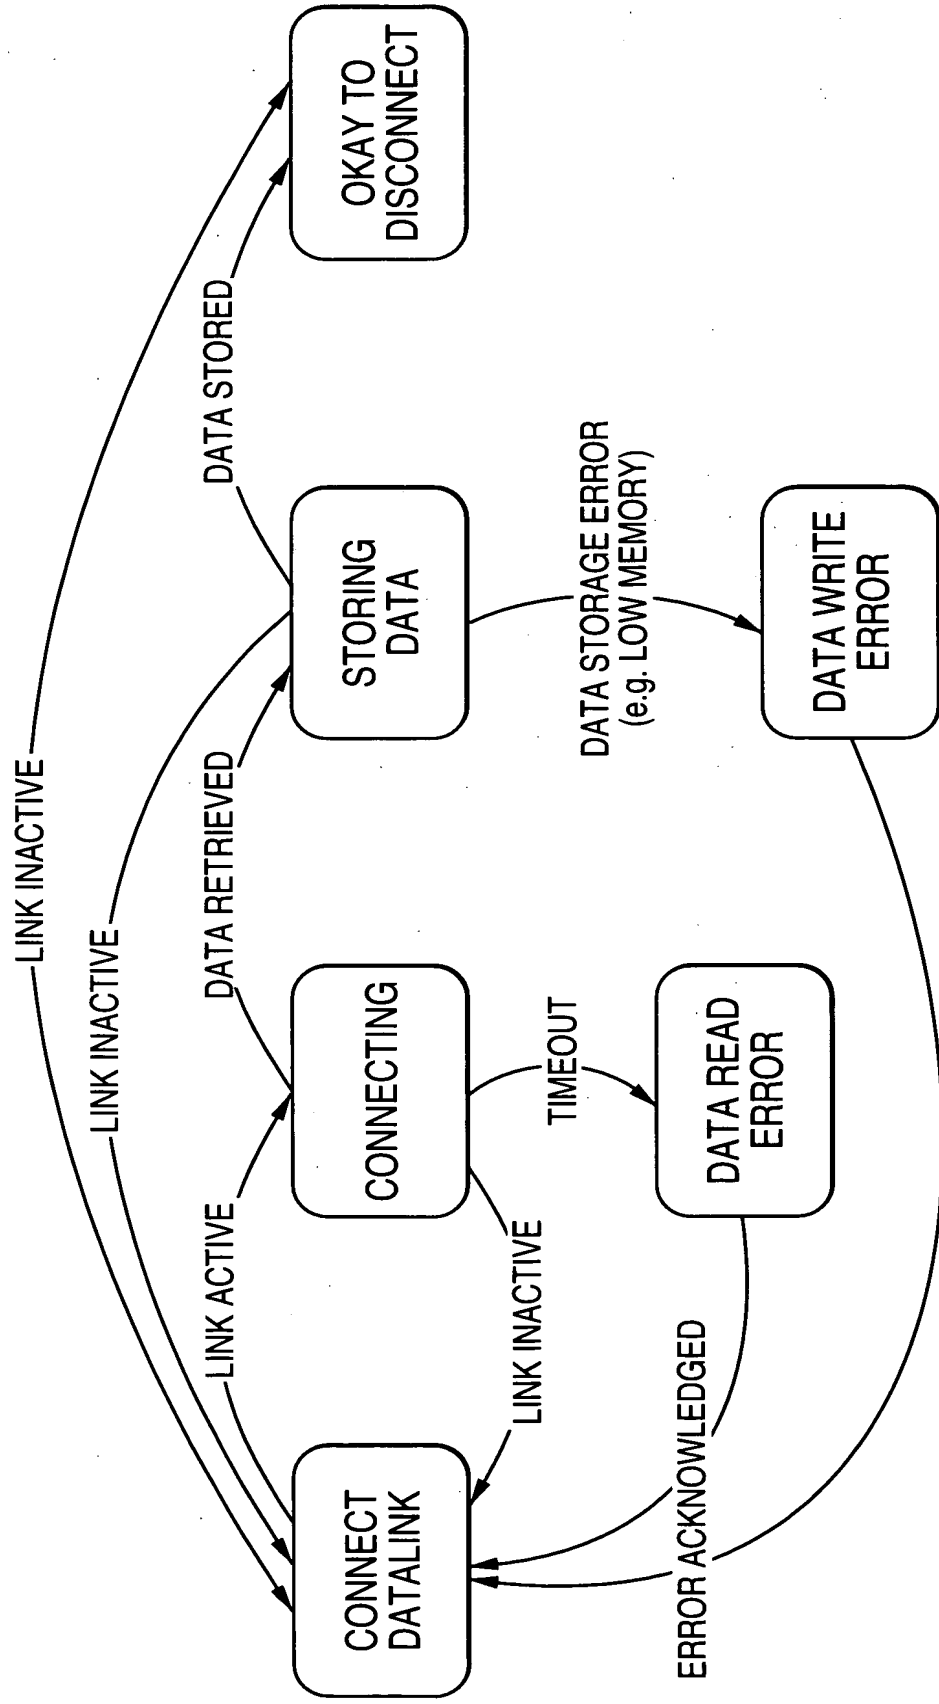 LINK INACTIVE
LINK INACTIVE
LINK ACTIVE
DATA RETRIEVED
DATA STORED
CONNECT
DATALINK
CONNECTING
STORING
DATA
OKAY TO
DISCONNECT
LINK INACTIVE
TIMEOUT
DATA STORAGE ERROR
(e.g. LOW MEMORY)
ERROR ACKNOWLEDGED
DATA READ
ERROR
DATA WRITE
ERROR